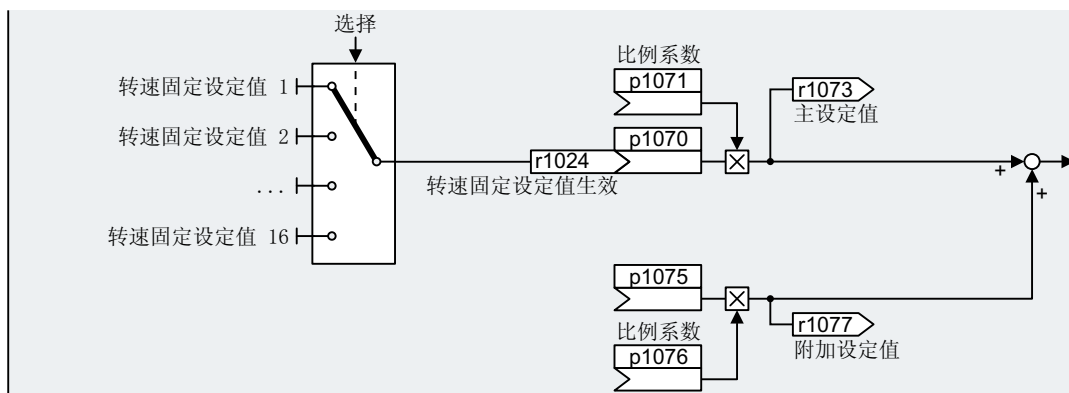 选择
转速固定设定值 1
转速固定设定值 2
...
转速固定设定值 16
r1024
转速固定设定值生效
比例系数
p1071
p1070
r1073
主设定值
+
+
p1075
比例系数
p1076
r1077
附加设定值